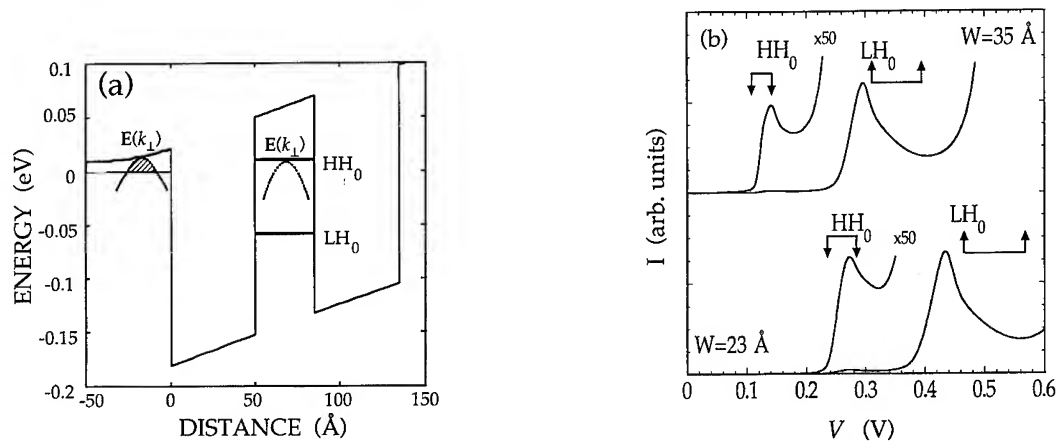 (a)
0.1
0.05
0
-0.05
-0.1
-0.15
-0.2
ENERGY (eV)
E(k⊥)
E(k⊥)
HH₀
LH₀
-50
0
50
100
150
DISTANCE (Å)
(b)
x50
W=35 Å
HH₀
LH₀
HH₀
x50
LH₀
W=23 Å
I (arb. units)
0
0.1
0.2
0.3
0.4
0.5
0.6
V (V)